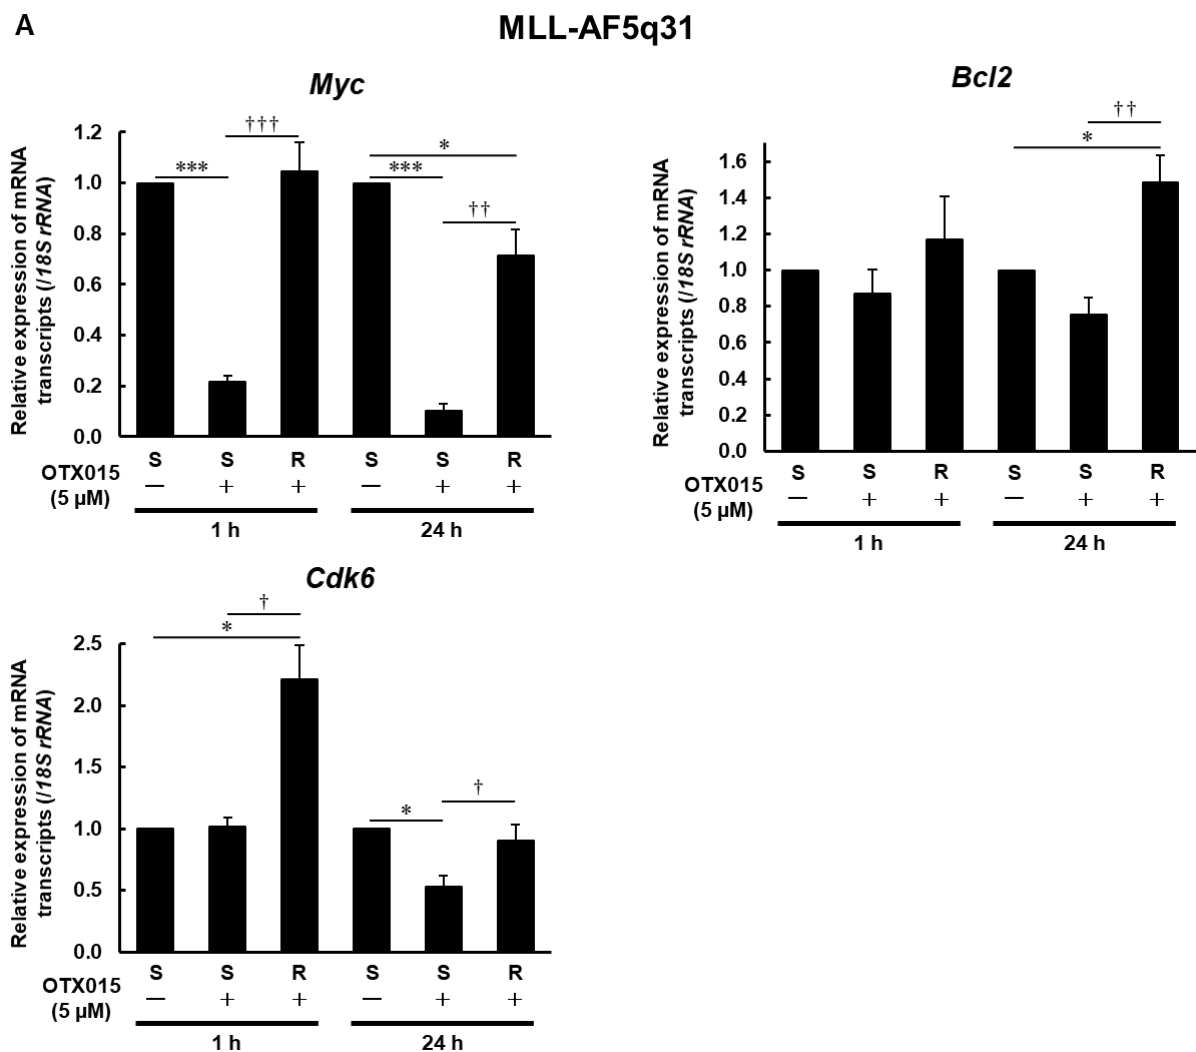 A
MLL-AF5q31
Myc
Relative expression of mRNA
transcripts (/18S rRNA)
1.2
1.0
0.8
0.6
0.4
0.2
0.0
***
†††
*
***
††
S S R S S R
OTX015
(5 µM)
— + + — + +
1 h 24 h
Bcl2
Relative expression of mRNA
transcripts (/18S rRNA)
1.6
1.4
1.2
1.0
0.8
0.6
0.4
0.2
0.0
††
*
S S R S S R
OTX015
(5 µM)
— + + — + +
1 h 24 h
Cdk6
Relative expression of mRNA
transcripts (/18S rRNA)
2.5
2.0
1.5
1.0
0.5
0.0
†
*
*
†
S S R S S R
OTX015
(5 µM)
— + + — + +
1 h 24 h